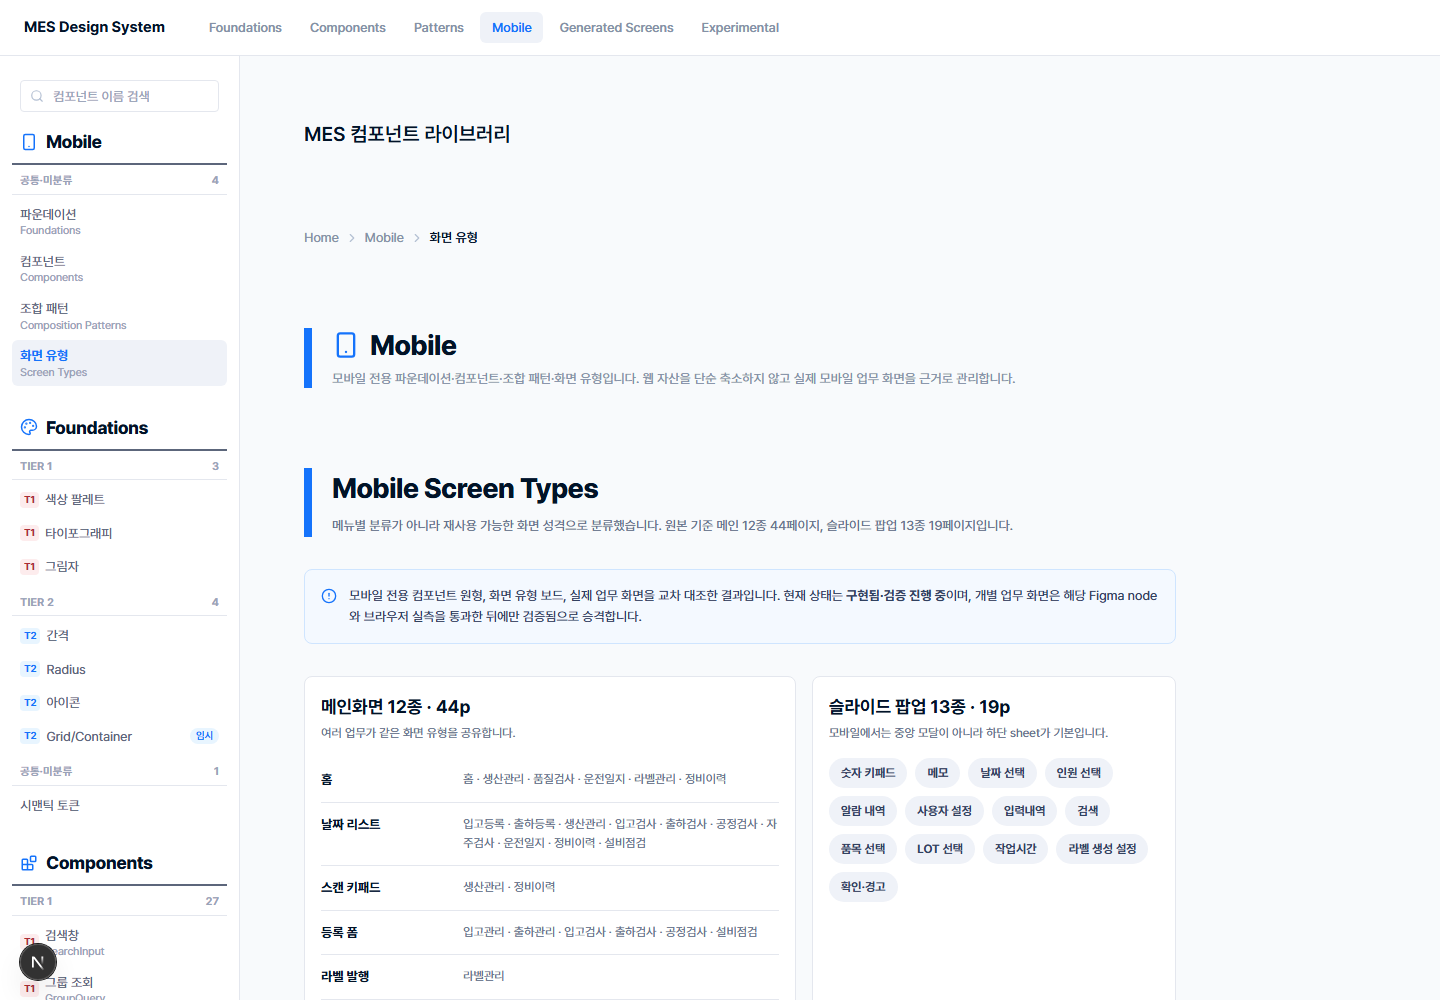 MES Design System
Foundations
Components
Patterns
Mobile
Generated Screens
Experimental
컴포넌트 이름 검색
Mobile
공통·미분류 4
파운데이션
Foundations
컴포넌트
Components
조합 패턴
Composition Patterns
화면 유형
Screen Types
Foundations
TIER 1 3
T1 색상 팔레트
T1 타이포그래피
T1 그림자
TIER 2 4
T2 간격
T2 Radius
T2 아이콘
T2 Grid/Container 임시
공통·미분류 1
시맨틱 토큰
Components
TIER 1 27
T1 검색창
earchInput
T1 그룹 조회
GroupQuery
N
MES 컴포넌트 라이브러리
Home > Mobile > 화면 유형
Mobile
모바일 전용 파운데이션·컴포넌트·조합 패턴·화면 유형입니다. 웹 자산을 단순 축소하지 않고 실제 모바일 업무 화면을 근거로 관리합니다.
Mobile Screen Types
메뉴별 분류가 아니라 재사용 가능한 화면 성격으로 분류했습니다. 원본 기준 메인 12종 44페이지, 슬라이드 팝업 13종 19페이지입니다.
모바일 전용 컴포넌트 원형, 화면 유형 보드, 실제 업무 화면을 교차 대조한 결과입니다. 현재 상태는 구현됨·검증 진행 중이며, 개별 업무 화면은 해당 Figma node
와 브라우저 실측을 통과한 뒤에만 검증됨으로 승격합니다.
메인화면 12종 · 44p
여러 업무가 같은 화면 유형을 공유합니다.
홈 홈 · 생산관리 · 품질검사 · 운전일지 · 라벨관리 · 정비이력
날짜 리스트 입고등록 · 출하등록 · 생산관리 · 입고검사 · 출하검사 · 공정검사 · 자
주검사 · 운전일지 · 정비이력 · 설비점검
스캔 키패드 생산관리 · 정비이력
등록 폼 입고관리 · 출하관리 · 입고검사 · 출하검사 · 공정검사 · 설비점검
라벨 발행 라벨관리
슬라이드 팝업 13종 · 19p
모바일에서는 중앙 모달이 아니라 하단 sheet가 기본입니다.
숫자 키패드 메모 날짜 선택 인원 선택
알람 내역 사용자 설정 입력내역 검색
품목 선택 LOT 선택 작업시간 라벨 생성 설정
확인·경고